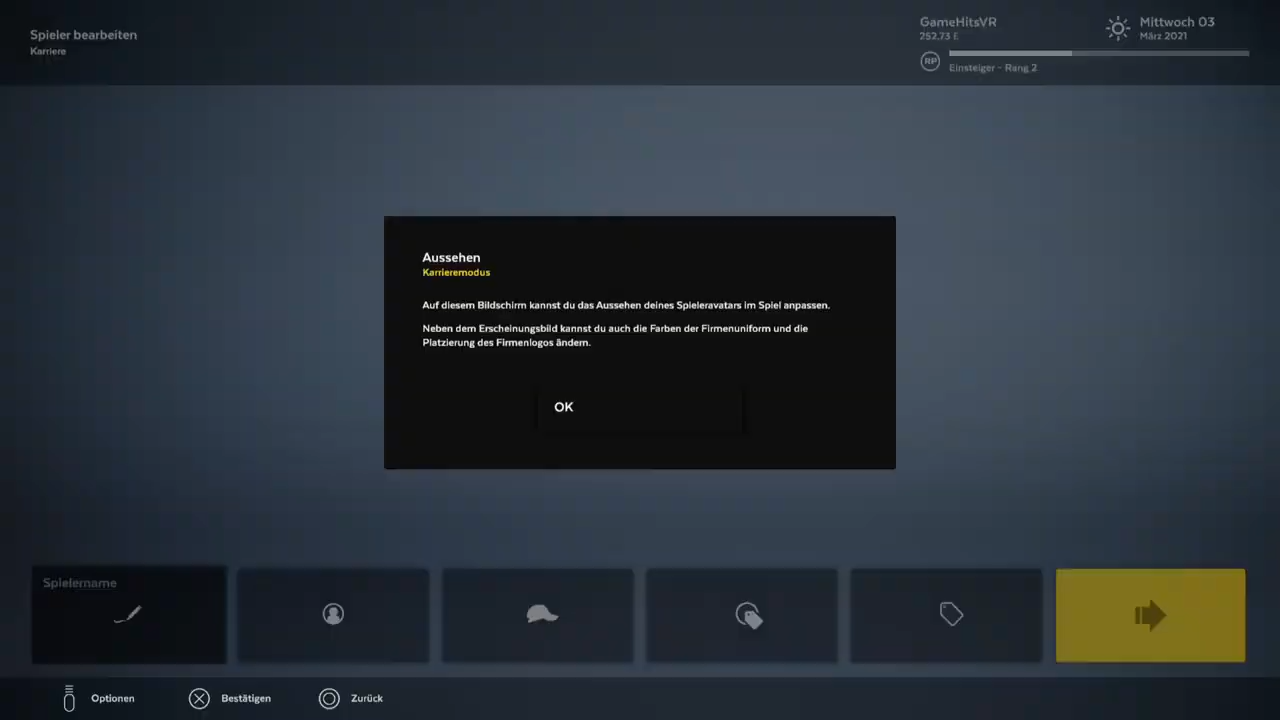 Spieler bearbeiten
Karriere
GameHitsVR
252,73 £
Mittwoch 03
März 2021
RP
Einsteiger - Rang 2
Aussehen
Karrieremodus
Auf diesem Bildschirm kannst du das Aussehen deines Spieleravatars im Spiel anpassen.
Neben dem Erscheinungsbild kannst du auch die Farben der Firmenuniform und die
Platzierung des Firmenlogos ändern.
OK
Spielername
Optionen
Bestätigen
Zurück